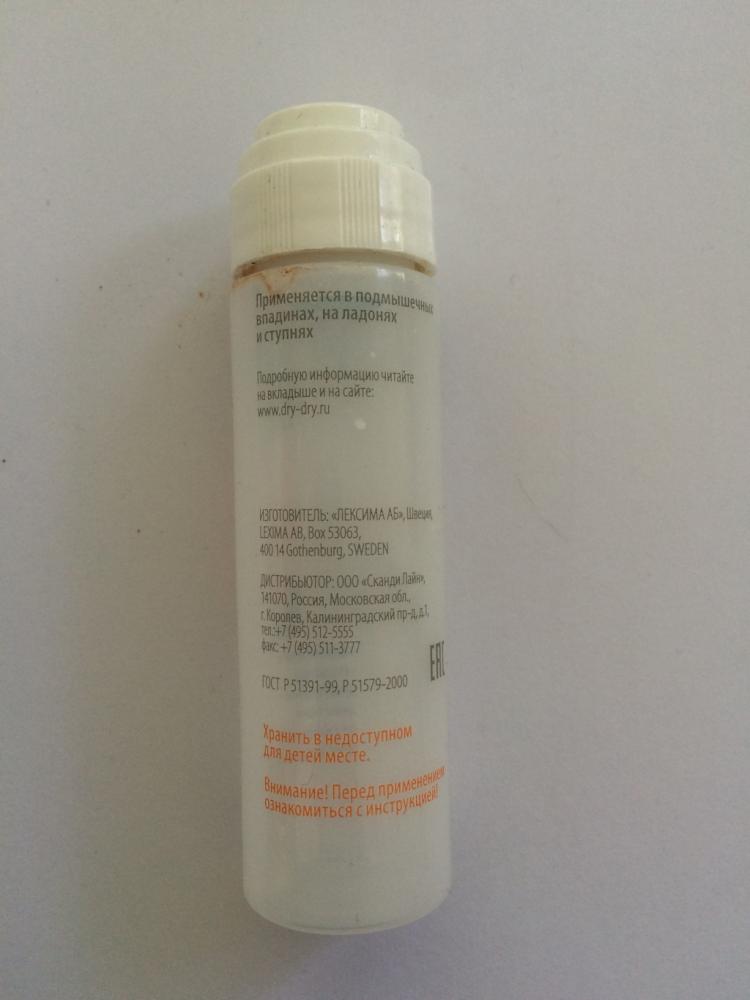 Применяется в подмышечных
впадинах, на ладонях
и ступнях
Подробную информацию читайте
на вкладыше и на сайте:
www.dry-dry.ru
ИЗГОТОВИТЕЛЬ: «ЛЕКСИМА АБ», Швеция,
LEXIMA AB, Box 53063,
400 14 Gothenburg, SWEDEN
ДИСТРИБЬЮТОР: ООО «Сканди Лайн»,
141070, Россия, Московская обл.,
г. Королев, Калининградский пр-д, д.1,
тел.:+7 (495) 512-5555
факс: +7 (495) 511-3777
ЕАС
ГОСТ Р 51391-99, Р 51579-2000
Хранить в недоступном
для детей месте.
Внимание! Перед применением
ознакомиться с инструкцией!